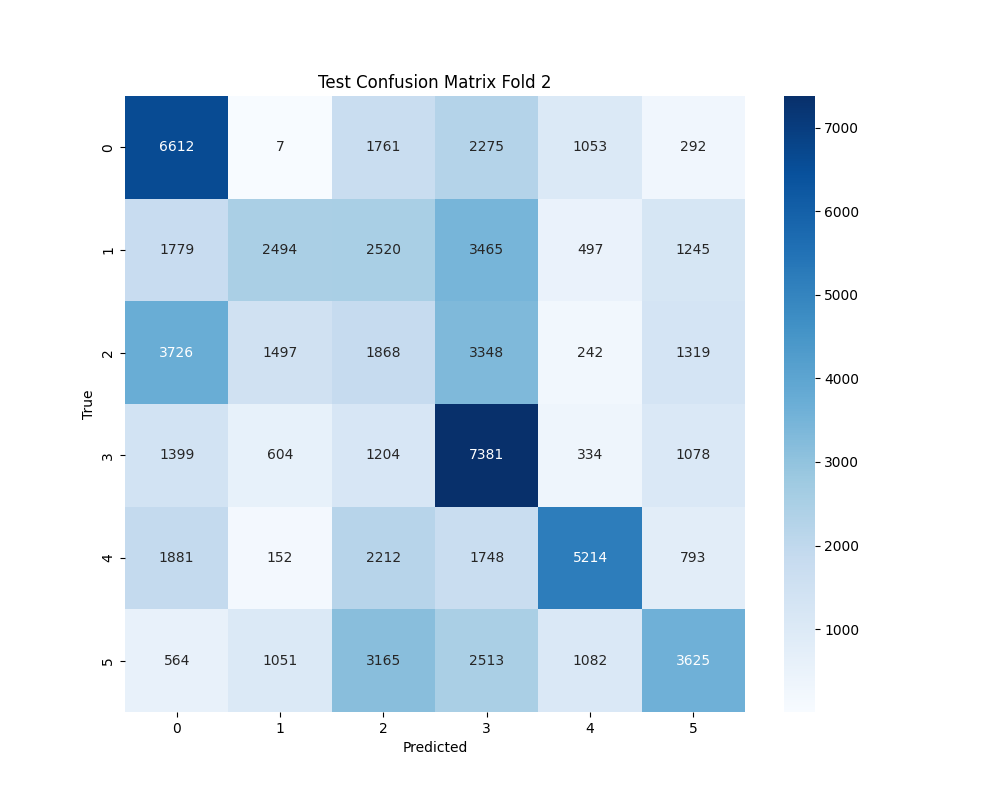 Test Confusion Matrix Fold 2
0 6612 7 1761 2275 1053 292
1 1779 2494 2520 3465 497 1245
2 3726 1497 1868 3348 242 1319
3 1399 604 1204 7381 334 1078
4 1881 152 2212 1748 5214 793
5 564 1051 3165 2513 1082 3625
0 1 2 3 4 5
Predicted
True
7000
6000
5000
4000
3000
2000
1000